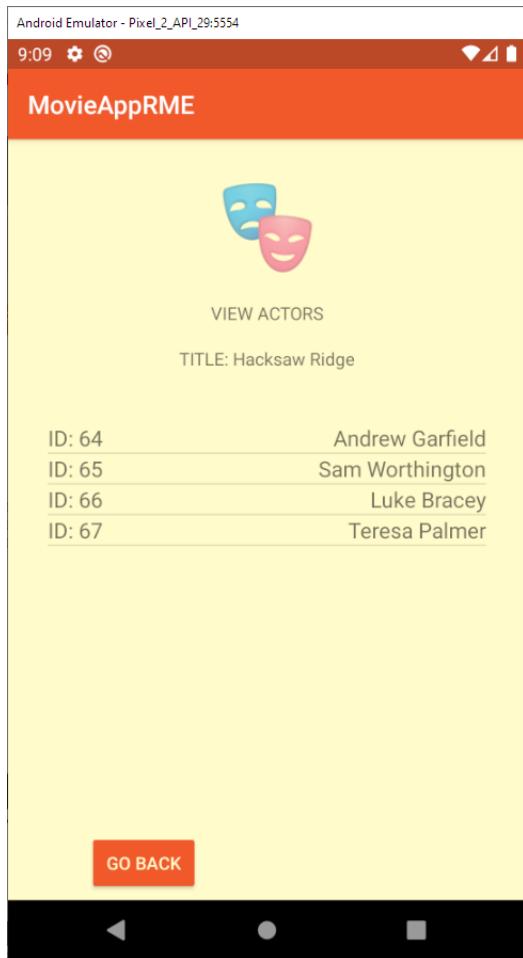 Android Emulator - Pixel_2_API_29:5554
9:09
MovieAppRME
VIEW ACTORS
TITLE: Hacksaw Ridge
ID: 64 Andrew Garfield
ID: 65 Sam Worthington
ID: 66 Luke Bracey
ID: 67 Teresa Palmer
GO BACK